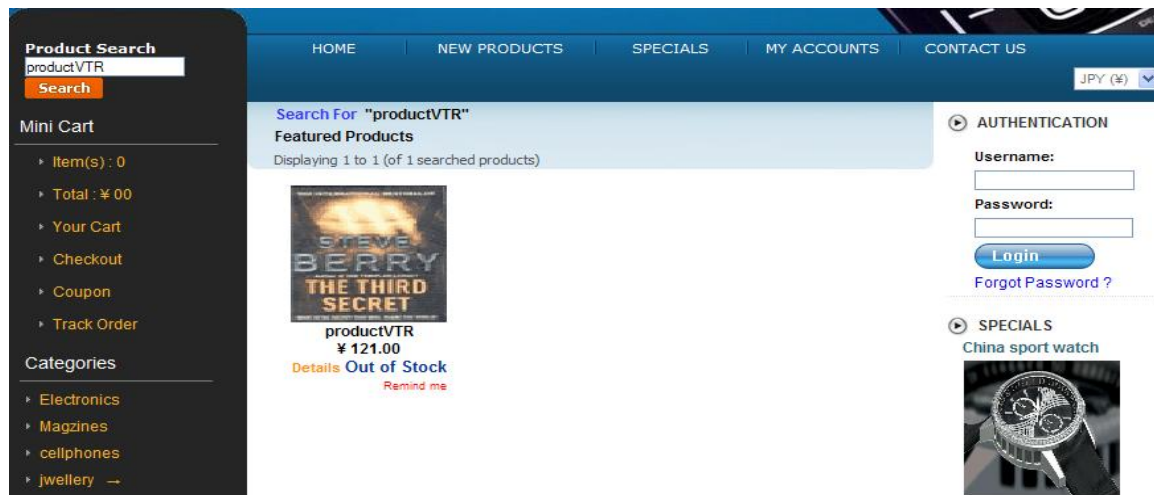 HOME NEW PRODUCTS SPECIALS MY ACCOUNTS CONTACT US
JPY (¥)
Product Search
productVTR
Search
Mini Cart
Item(s) : 0
Total : ¥ 00
Your Cart
Checkout
Coupon
Track Order
Categories
Electronics
Magzines
cellphones
jwellery →
Search For "productVTR"
Featured Products
Displaying 1 to 1 (of 1 searched products)
STEVE
BERRY
THE THIRD
SECRET
productVTR
¥ 121.00
Details Out of Stock
Remind me
AUTHENTICATION
Username:
Password:
Login
Forgot Password ?
SPECIALS
China sport watch